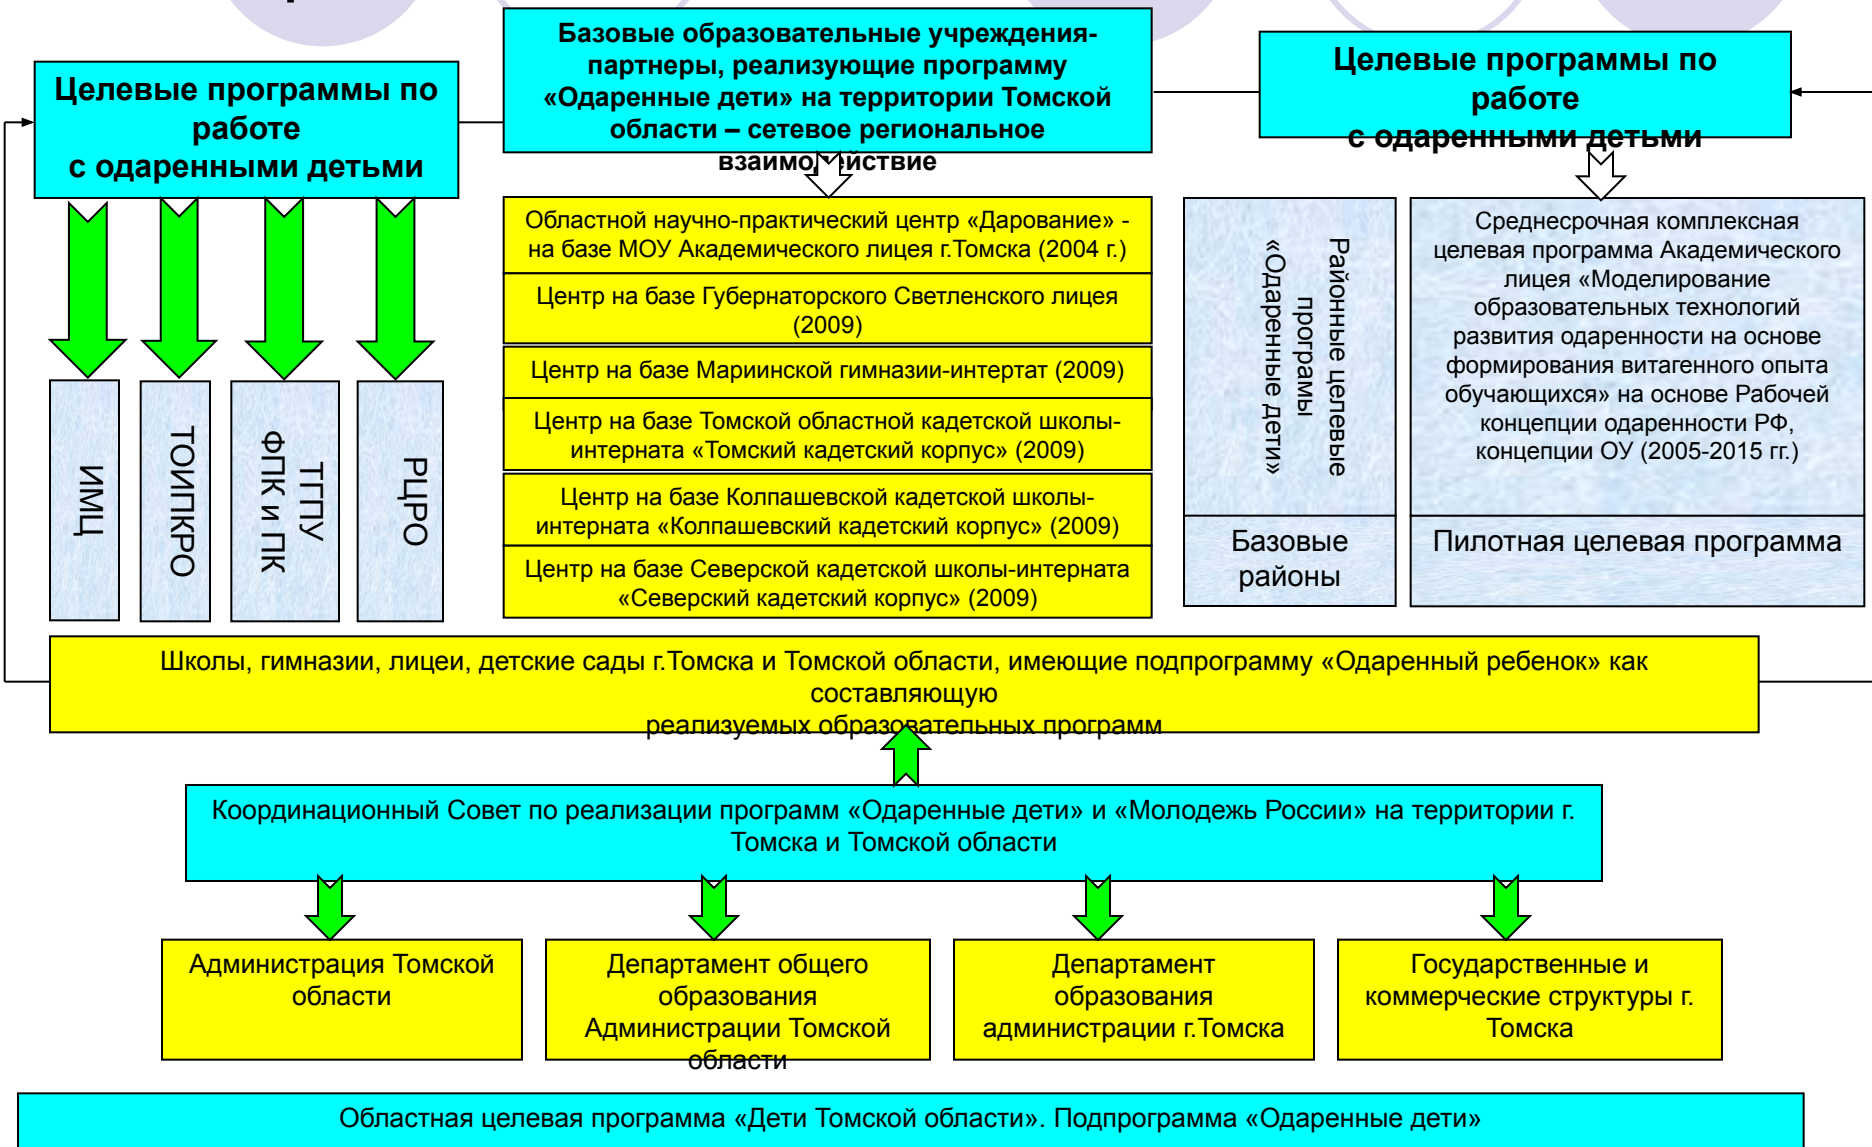 Целевые программы по
работе
с одаренными детьми
Базовые образовательные учреждения-
партнеры, реализующие программу
«Одаренные дети» на территории Томской
области – сетевое региональное
взаимодействие
Целевые программы по
работе
с одаренными детьми
ИМЦ
ТОИПКРО
ТГПУ
ФПК и ПК
РЦРО
Областной научно-практический центр «Дарование» -
на базе МОУ Академического лицея г.Томска (2004 г.)
Центр на базе Губернаторского Светленского лицея
(2009)
Центр на базе Мариинской гимназии-интертат (2009)
Центр на базе Томской областной кадетской школы-
интерната «Томский кадетский корпус» (2009)
Центр на базе Колпашевской кадетской школы-
интерната «Колпашевский кадетский корпус» (2009)
Центр на базе Северской кадетской школы-интерната
«Северский кадетский корпус» (2009)
Районные целевые
програмы
«Одаренные дети»
Базовые
районы
Среднесрочная комплексная
целевая программа Академического
лицея «Моделирование
образовательных технологий
развития одаренности на основе
формирования витагенного опыта
обучающихся» на основе Рабочей
концепции одаренности РФ,
концепции ОУ (2005-2015 гг.)
Пилотная целевая программа
Школы, гимназии, лицеи, детские сады г.Томска и Томской области, имеющие подпрограмму «Одаренный ребенок» как
составляющую
реализуемых образовательных программ
Координационный Совет по реализации программ «Одаренные дети» и «Молодежь России» на территории г.
Томска и Томской области
Администрация Томской
области
Департамент общего
образования
Администрации Томской
области
Департамент
образования
администрации г.Томска
Государственные и
коммерческие структуры г.
Томска
Областная целевая программа «Дети Томской области». Подпрограмма «Одаренные дети»